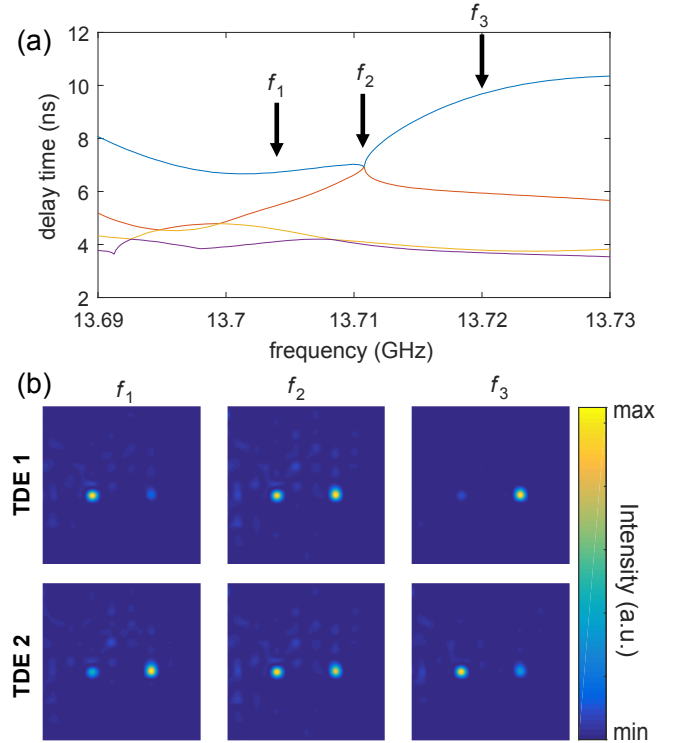 (a)
f3
f1
f2
12
10
8
6
4
2
delay time (ns)
13.69 13.7 13.71 13.72 13.73
frequency (GHz)
(b)
f1 f2 f3
TDE 1
TDE 2
max
Intensity (a.u.)
min